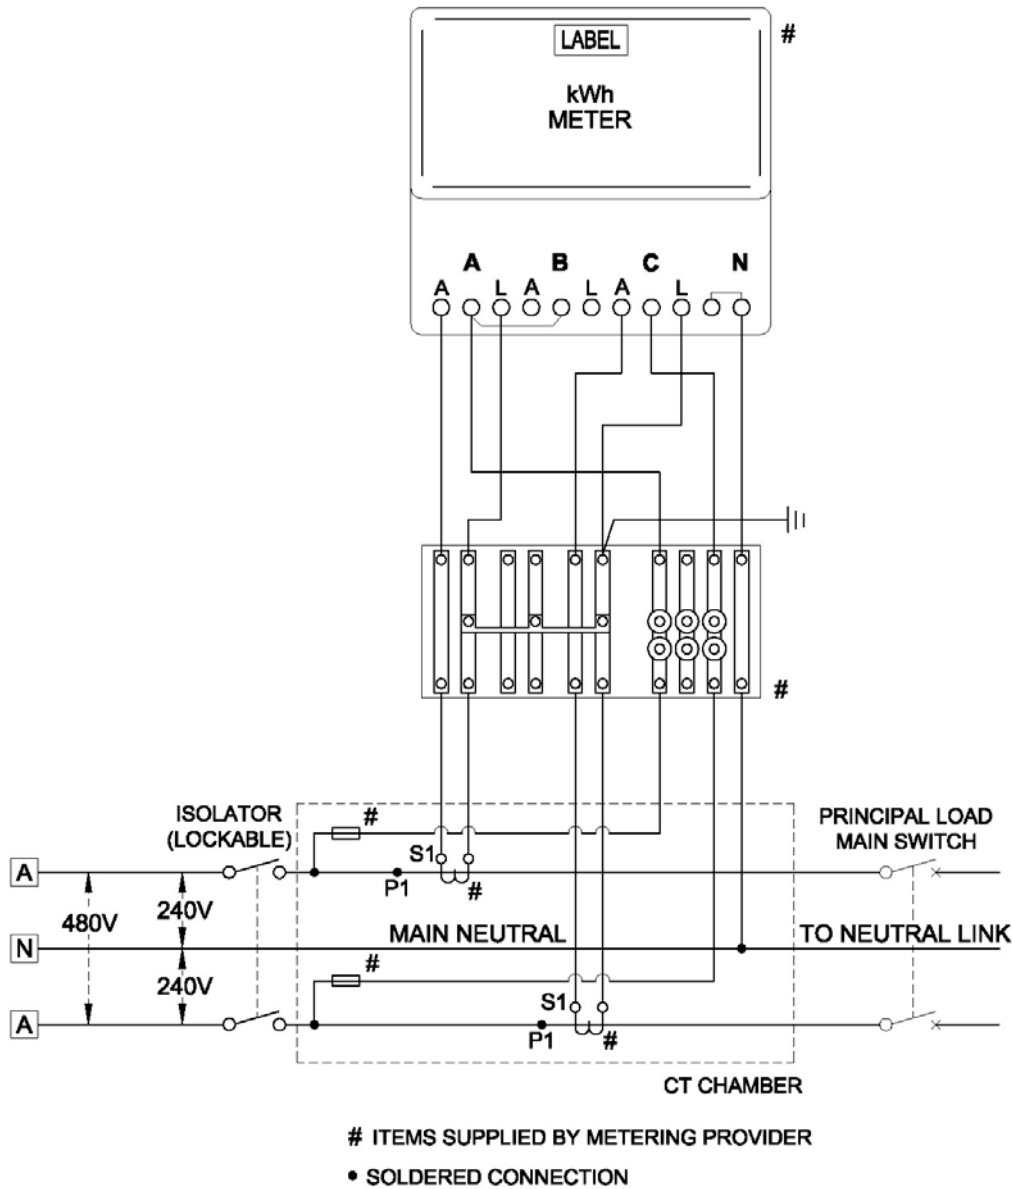 LABEL
#
kWh
METER
A B C N
A L A L A L
#
ISOLATOR
(LOCKABLE)
#
PRINCIPAL LOAD
MAIN SWITCH
S1
A
P1
#
480V
240V
N
MAIN NEUTRAL
TO NEUTRAL LINK
240V
#
S1
A
P1
#
CT CHAMBER
# ITEMS SUPPLIED BY METERING PROVIDER
• SOLDERED CONNECTION